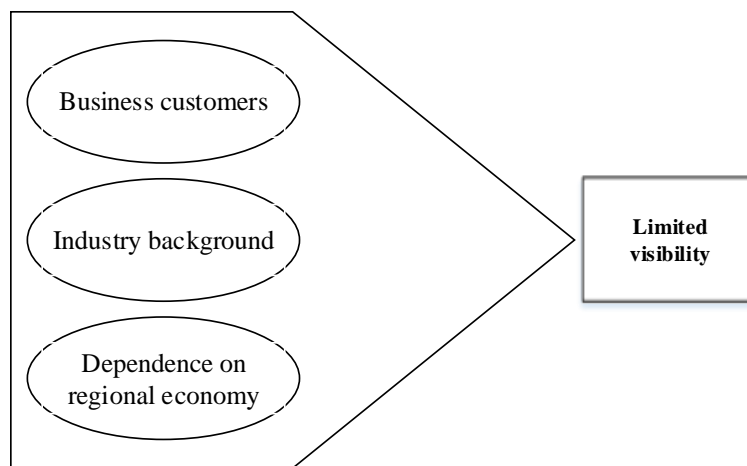 Business customers
Industry background
Dependence on
regional economy
Limited
visibility